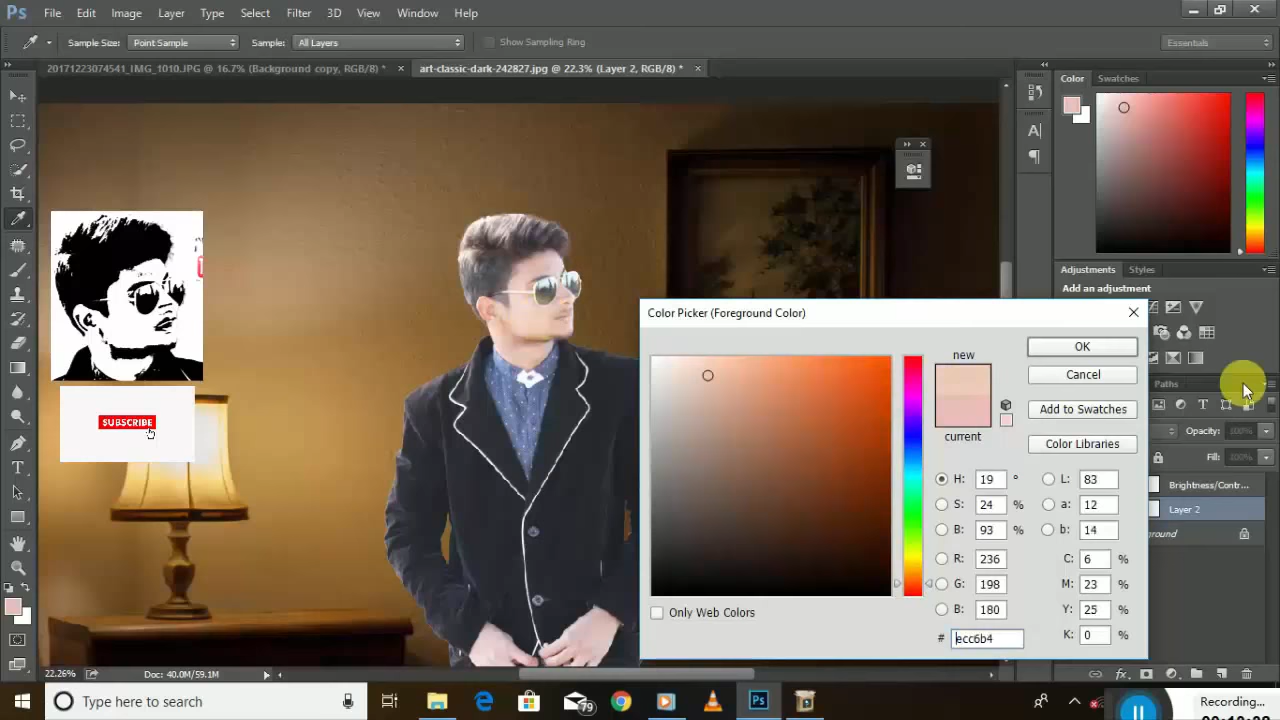 Ps File Edit Image Layer Type Select Filter 3D View Window Help
Sample Size: Point Sample Sample: All Layers Show Sampling Ring Essentials
20171223074541_IMG_1010.JPG @ 16.7% (Background copy, RGB/8) * × art-classic-dark-242827.jpg @ 22.3% (Layer 2, RGB/8) * ×
Color Swatches
Adjustments Styles
Add an adjustment
Color Picker (Foreground Color)
new
OK
Cancel
Add to Swatches
current
Color Libraries
H: 19 ° L: 83
S: 24 % a: 12
B: 93 % b: 14
R: 236 C: 6 %
G: 198 M: 23 %
B: 180 Y: 25 %
# ecc6b4 K: 0 %
Only Web Colors
Paths
Opacity: 100%
Fill: 100%
Brightness/Contr...
Layer 2
ground
SUBSCRIBE
22.26% Doc: 40.0M/59.1M
Type here to search
79
Ps
Recording...